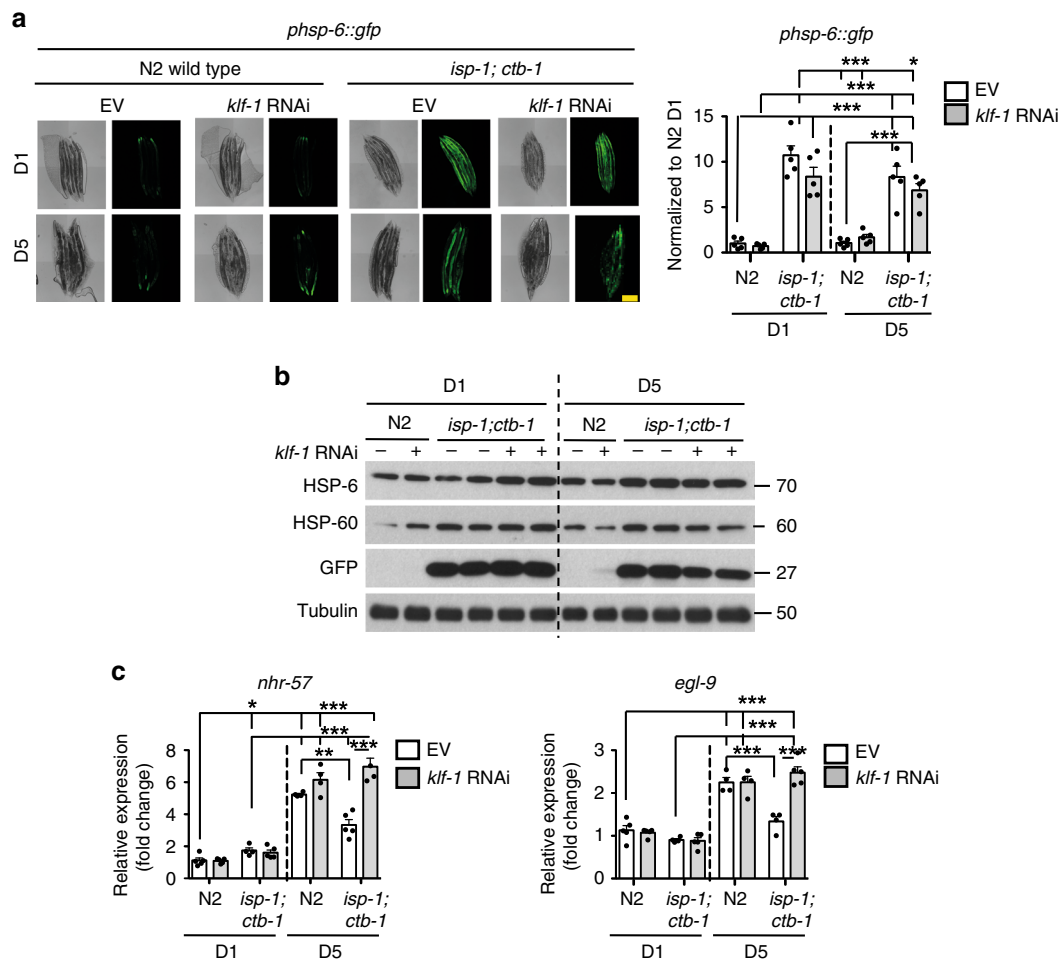 a
phsp-6::gfp
N2 wild type
isp-1; ctb-1
EV
klf-1 RNAi
EV
klf-1 RNAi
D1
D5
phsp-6::gfp
Normalized to N2 D1
15
10
5
0
***
*
***
***
***
EV
klf-1 RNAi
N2
isp-1;
ctb-1
N2
isp-1;
ctb-1
D1
D5
b
D1
D5
N2
isp-1;ctb-1
N2
isp-1;ctb-1
klf-1 RNAi
– + – – + + – + – – + +
HSP-6
70
HSP-60
60
GFP
27
Tubulin
50
c
nhr-57
Relative expression
(fold change)
8
6
4
2
0
*
***
***
**
***
EV
klf-1 RNAi
N2
isp-1;
ctb-1
N2
isp-1;
ctb-1
D1
D5
egl-9
Relative expression
(fold change)
3
2
1
0
***
***
***
***
EV
klf-1 RNAi
N2
isp-1;
ctb-1
N2
isp-1;
ctb-1
D1
D5